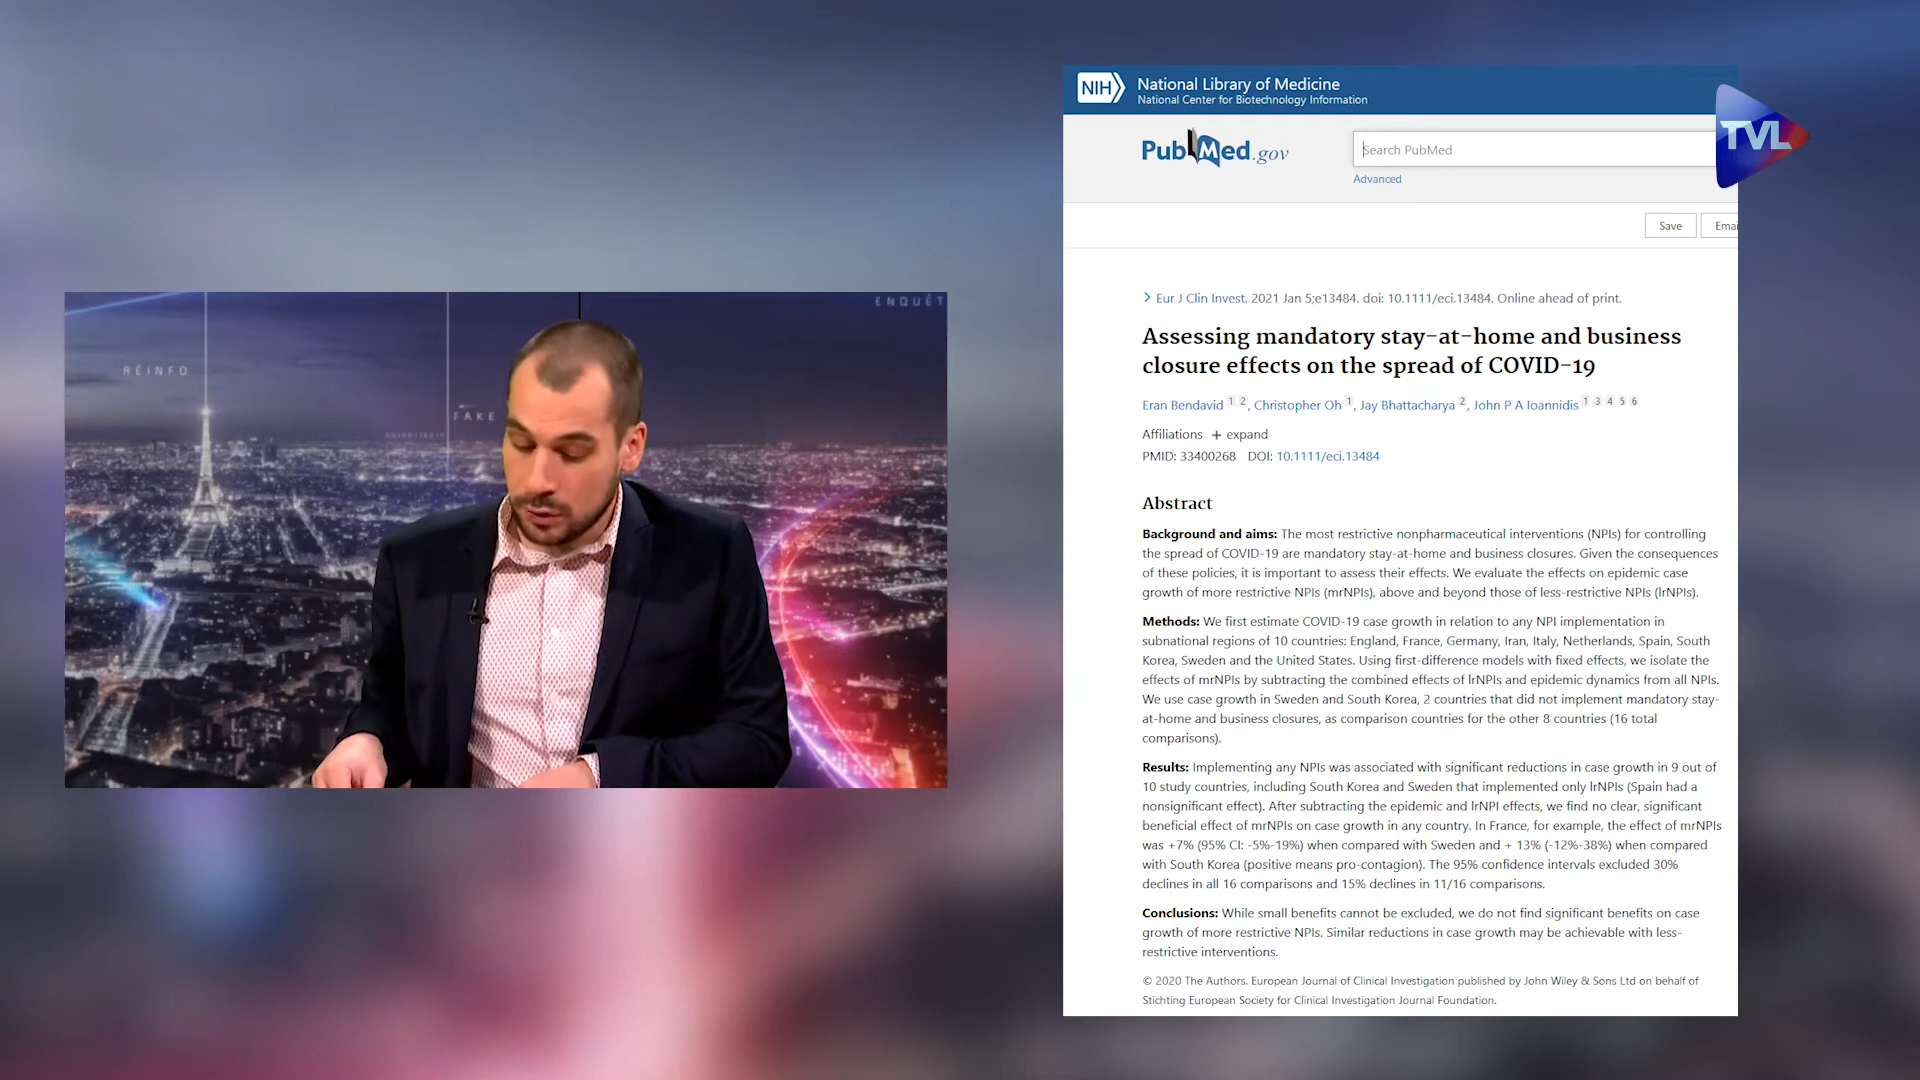 ENQUÊT
RÉINFO
FAKE
NIH
National Library of Medicine
National Center for Biotechnology Information
PubMed.gov
Search PubMed
TVL
Advanced
Save
Emai
Eur J Clin Invest. 2021 Jan 5;e13484. doi: 10.1111/eci.13484. Online ahead of print.
Assessing mandatory stay-at-home and business
closure effects on the spread of COVID-19
Eran Bendavid 1 2, Christopher Oh 1, Jay Bhattacharya 2, John P A Ioannidis 1 3 4 5 6
Affiliations + expand
PMID: 33400268 DOI: 10.1111/eci.13484
Abstract
Background and aims: The most restrictive nonpharmaceutical interventions (NPIs) for controlling
the spread of COVID-19 are mandatory stay-at-home and business closures. Given the consequences
of these policies, it is important to assess their effects. We evaluate the effects on epidemic case
growth of more restrictive NPIs (mrNPIs), above and beyond those of less-restrictive NPIs (lrNPIs).
Methods: We first estimate COVID-19 case growth in relation to any NPI implementation in
subnational regions of 10 countries: England, France, Germany, Iran, Italy, Netherlands, Spain, South
Korea, Sweden and the United States. Using first-difference models with fixed effects, we isolate the
effects of mrNPIs by subtracting the combined effects of lrNPIs and epidemic dynamics from all NPIs.
We use case growth in Sweden and South Korea, 2 countries that did not implement mandatory stay-
at-home and business closures, as comparison countries for the other 8 countries (16 total
comparisons).
Results: Implementing any NPIs was associated with significant reductions in case growth in 9 out of
10 study countries, including South Korea and Sweden that implemented only lrNPIs (Spain had a
nonsignificant effect). After subtracting the epidemic and lrNPI effects, we find no clear, significant
beneficial effect of mrNPIs on case growth in any country. In France, for example, the effect of mrNPIs
was +7% (95% CI: -5%-19%) when compared with Sweden and + 13% (-12%-38%) when compared
with South Korea (positive means pro-contagion). The 95% confidence intervals excluded 30%
declines in all 16 comparisons and 15% declines in 11/16 comparisons.
Conclusions: While small benefits cannot be excluded, we do not find significant benefits on case
growth of more restrictive NPIs. Similar reductions in case growth may be achievable with less-
restrictive interventions.
© 2020 The Authors. European Journal of Clinical Investigation published by John Wiley & Sons Ltd on behalf of
Stichting European Society for Clinical Investigation Journal Foundation.